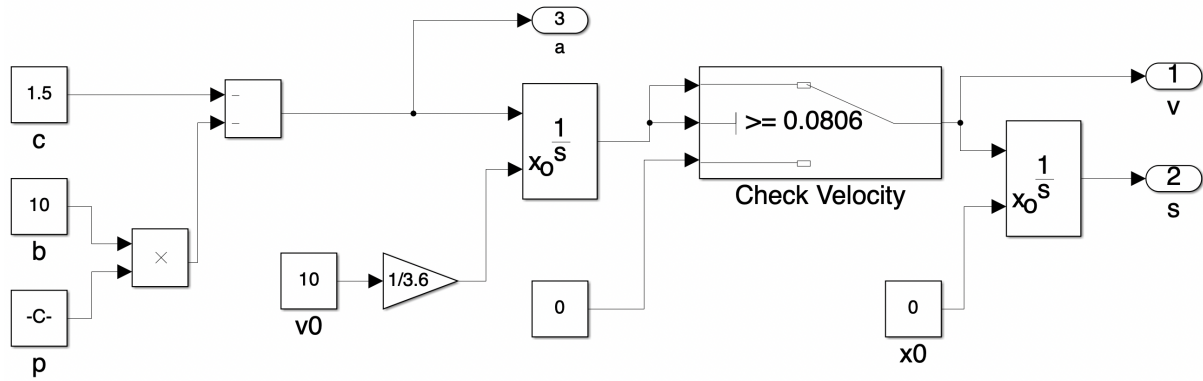 3
a
1.5
c
−
−
1
s
xo
>= 0.0806
Check Velocity
1
v
10
b
×
1
s
xo
2
s
10
v0
1/3.6
0
0
x0
-C-
p